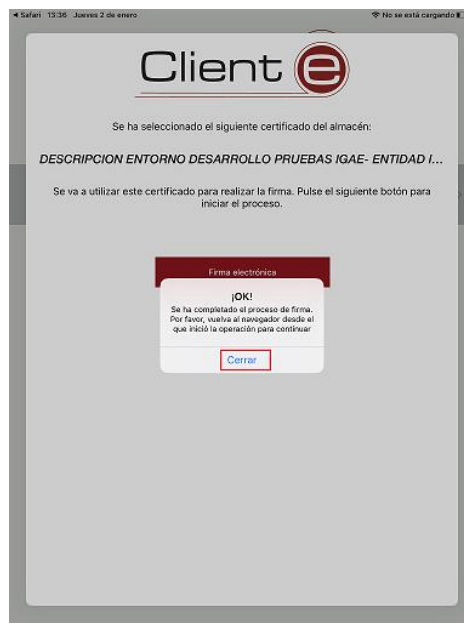 ◀ Safari 13:36 Jueves 2 de enero No se está cargando
Client e
Se ha seleccionado el siguiente certificado del almacén:
DESCRIPCION ENTORNO DESARROLLO PRUEBAS IGAE- ENTIDAD I...
Se va a utilizar este certificado para realizar la firma. Pulse el siguiente botón para
iniciar el proceso.
Firma electrónica
¡OK!
Se ha completado el proceso de firma.
Por favor, vuelva al navegador desde el
que inició la operación para continuar
Cerrar